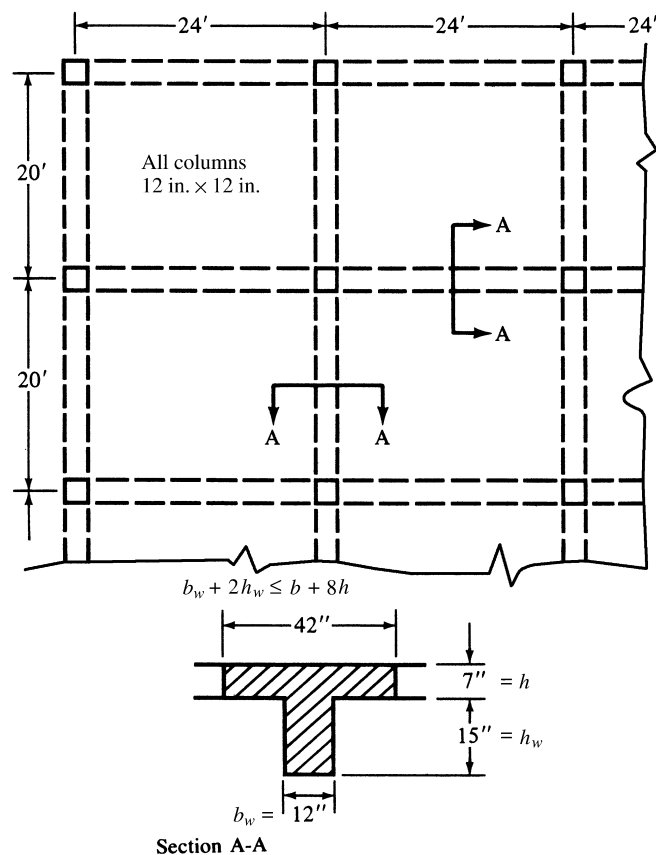 24′ 24′ 24′
20′
All columns
12 in. × 12 in.
A
A
20′
A A
b_w + 2h_w ≤ b + 8h
42″
7″ = h
15″ = h_w
b_w = 12″
Section A-A